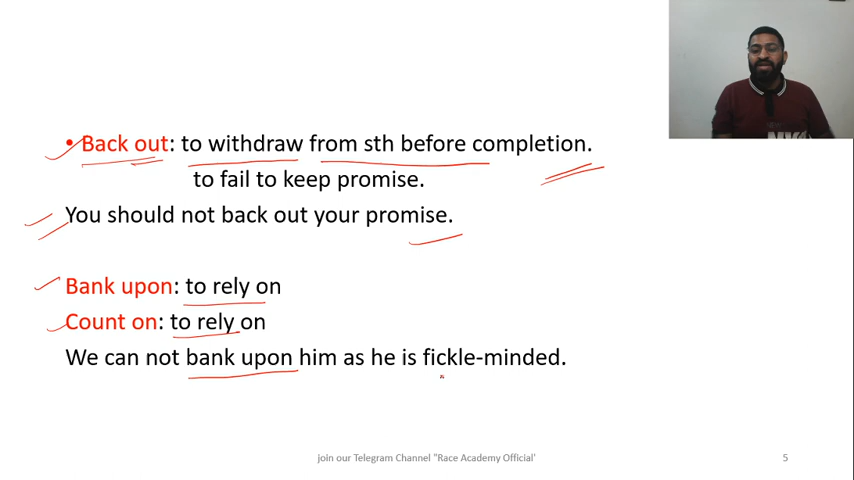 • Back out: to withdraw from sth before completion.
to fail to keep promise.
You should not back out your promise.
Bank upon: to rely on
Count on: to rely on
We can not bank upon him as he is fickle-minded.
join our Telegram Channel "Race Academy Official'
5